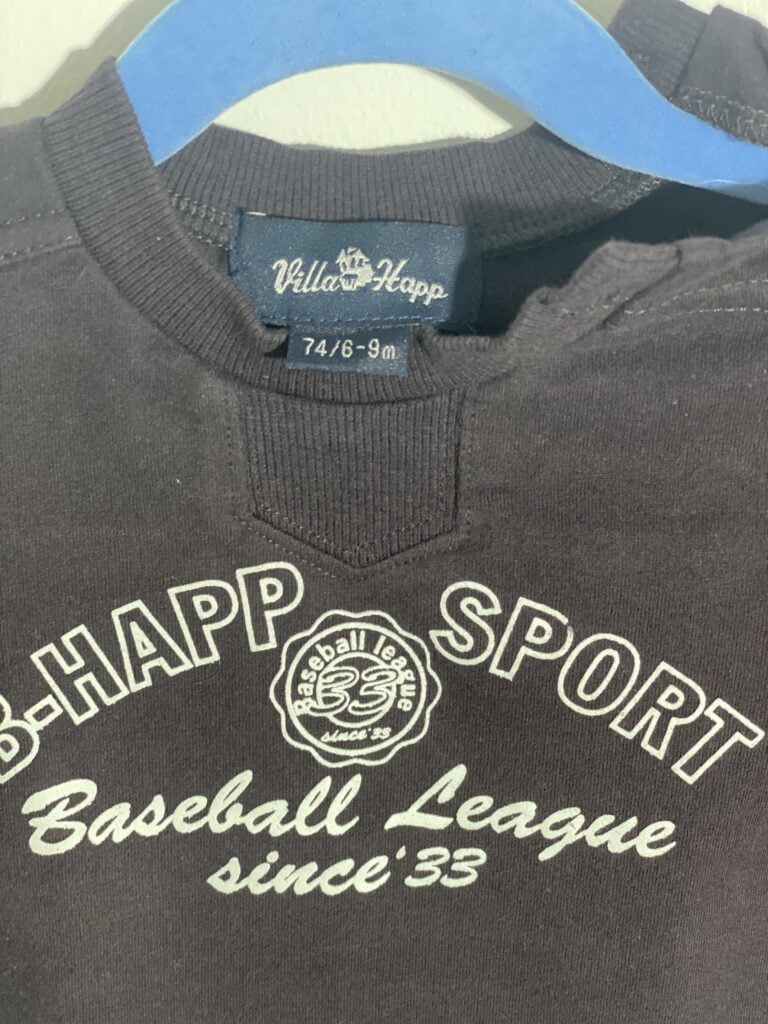 Villa Happ
74/6-9m
B-HAPP SPORT
Baseball league
33
since '33
Baseball League
since '33